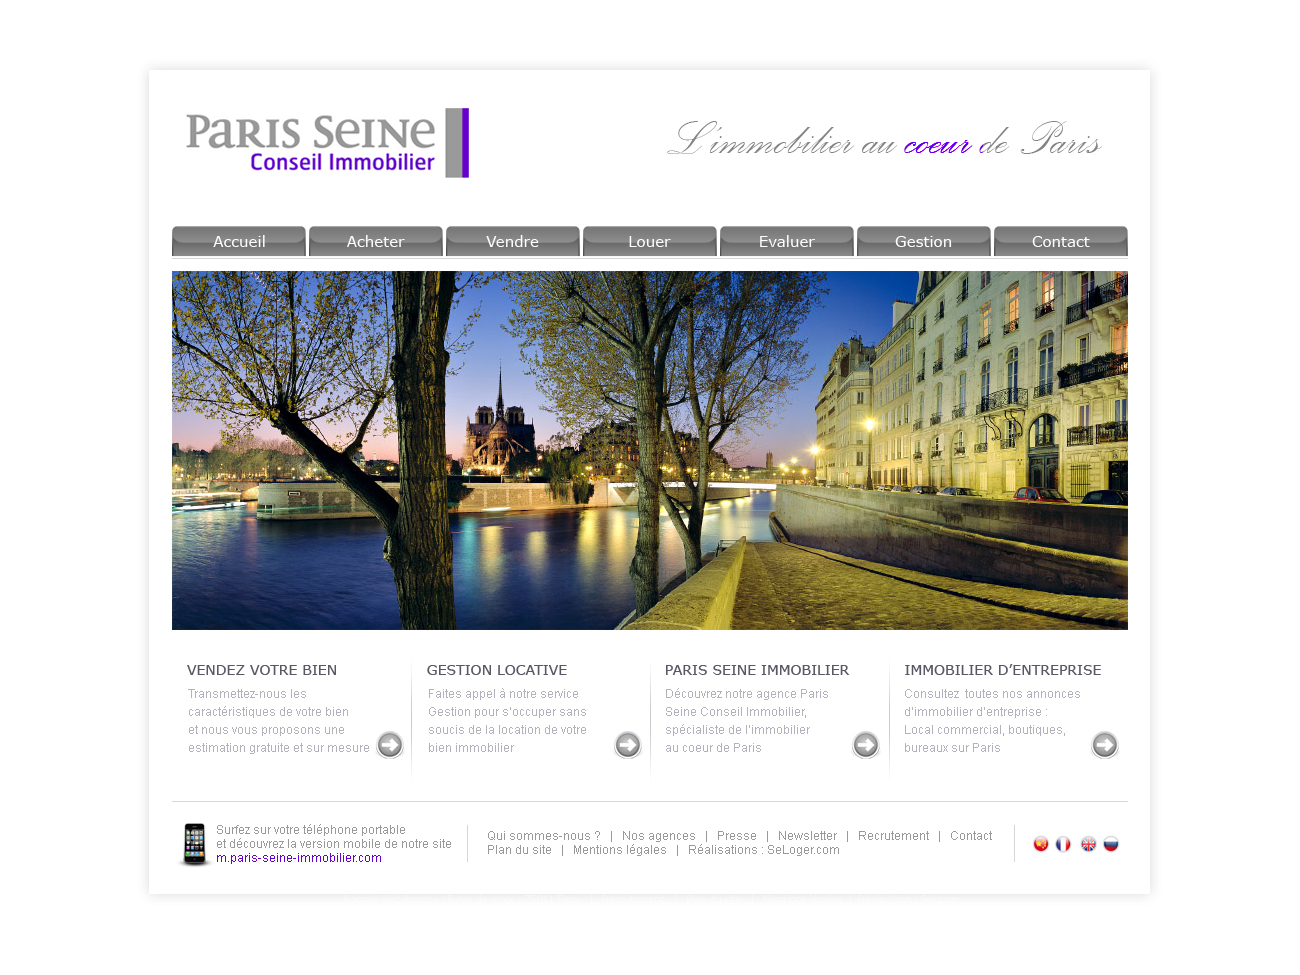 PARIS SEINE
Conseil Immobilier
L'immobilier au coeur de Paris
Accueil
Acheter
Vendre
Louer
Evaluer
Gestion
Contact
VENDEZ VOTRE BIEN
Transmettez-nous les
caractéristiques de votre bien
et nous vous proposons une
estimation gratuite et sur mesure
GESTION LOCATIVE
Faites appel à notre service
Gestion pour s'occuper sans
soucis de la location de votre
bien immobilier
PARIS SEINE IMMOBILIER
Découvrez notre agence Paris
Seine Conseil Immobilier,
spécialiste de l'immobilier
au coeur de Paris
IMMOBILIER D'ENTREPRISE
Consultez toutes nos annonces
d'immobilier d'entreprise :
Local commercial, boutiques,
bureaux sur Paris
Surfez sur votre téléphone portable
et découvrez la version mobile de notre site
m.paris-seine-immobilier.com
Qui sommes-nous ? | Nos agences | Presse | Newsletter | Recrutement | Contact
Plan du site | Mentions légales | Réalisations : SeLoger.com